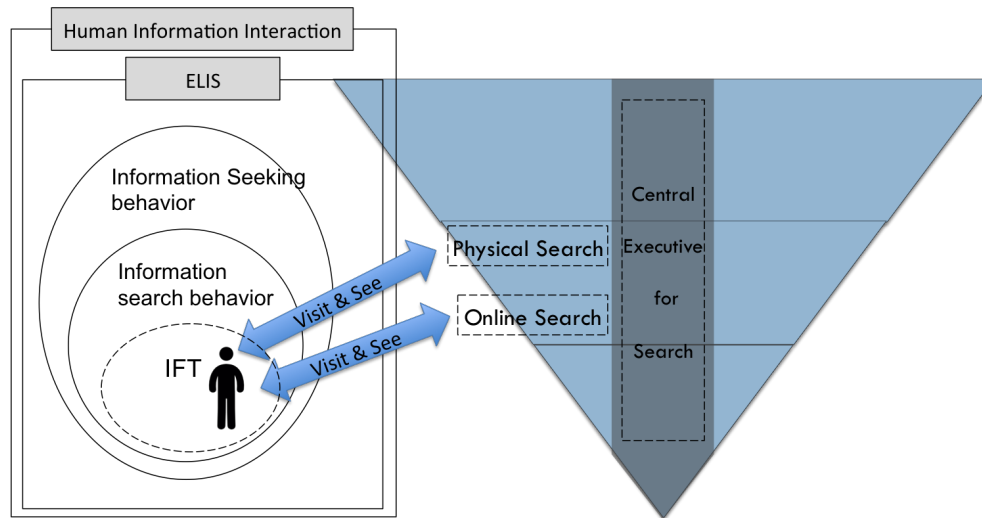 Human Information Interaction
ELIS
Information Seeking
behavior
Information
search behavior
IFT
Visit & See
Visit & See
Physical Search
Online Search
Central
Executive
for
Search